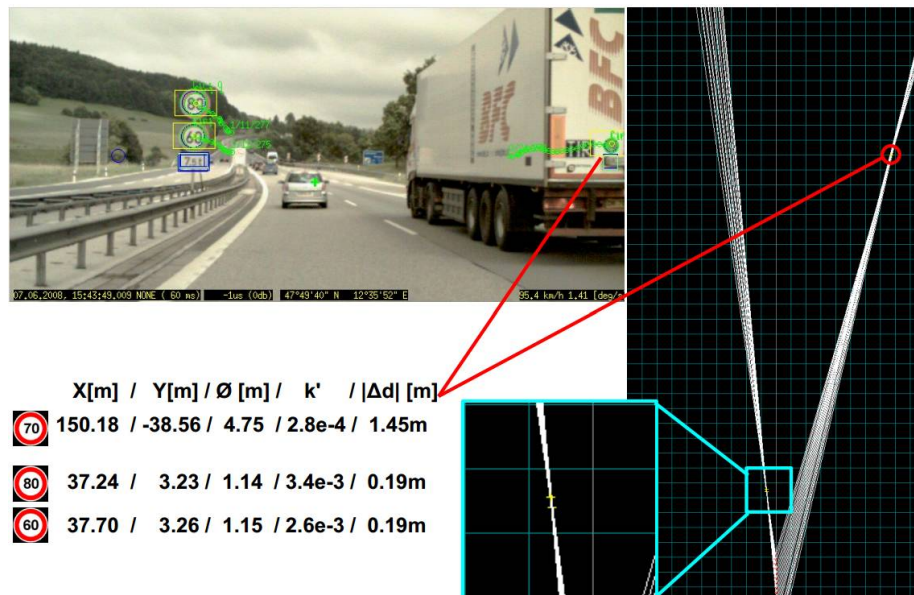 80
60
BFC
07.06.2008, 15:43:49.009 NONE ( 60 ms) -1us (0db) 47°49'40" N 12°35'52" E 95.4 km/h 1.41 [deg/s
X[m] / Y[m] / Ø [m] / k' / |Δd| [m]
70 150.18 / -38.56 / 4.75 / 2.8e-4 / 1.45m
80 37.24 / 3.23 / 1.14 / 3.4e-3 / 0.19m
60 37.70 / 3.26 / 1.15 / 2.6e-3 / 0.19m